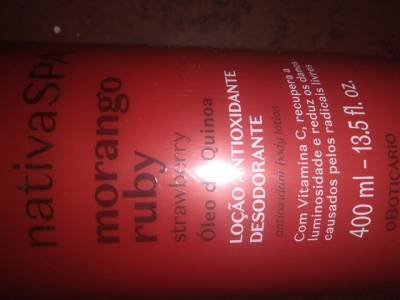 nativaSPA
morango
ruby
strawberry
Óleo de Quinoa
LOÇÃO ANTIOXIDANTE
DESODORANTE
antioxidant body lotion
Com Vitamina C, recupera a
luminosidade e reduz os danos
causados pelos radicais livres
400 ml - 13.5 fl. oz.
OBOTICÁRIO